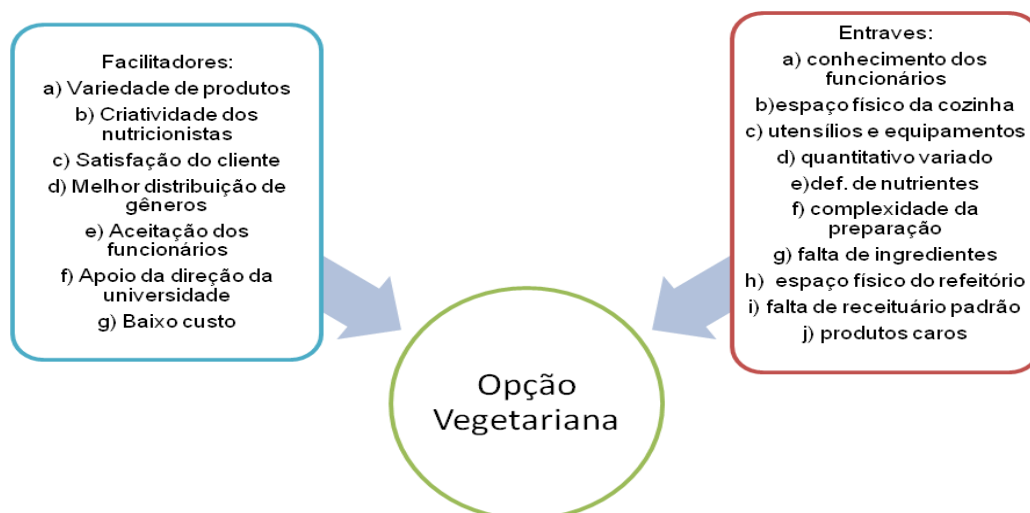 Facilitadores:
a) Variedade de produtos
b) Criatividade dos
nutricionistas
c) Satisfação do cliente
d) Melhor distribuição de
gêneros
e) Aceitação dos
funcionários
f) Apoio da direção da
universidade
g) Baixo custo
Entraves:
a) conhecimento dos
funcionários
b)espaço físico da cozinha
c) utensílios e equipamentos
d) quantitativo variado
e)def. de nutrientes
f) complexidade da
preparação
g) falta de ingredientes
h) espaço físico do refeitório
i) falta de receituário padrão
j) produtos caros
Opção
Vegetariana